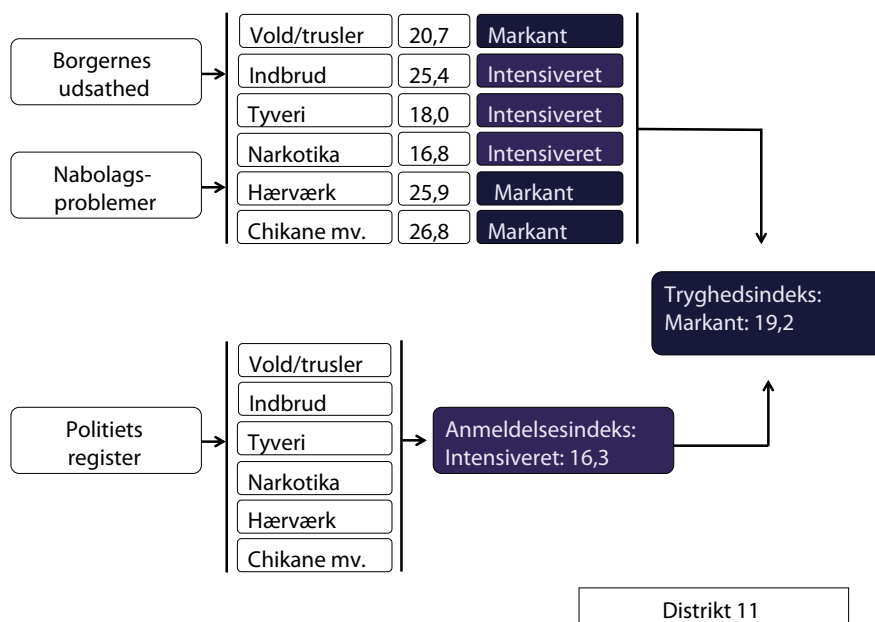 Borgernes
udsathed
Nabolags-
problemer
Vold/trusler 20,7 Markant
Indbrud 25,4 Intensiveret
Tyveri 18,0 Intensiveret
Narkotika 16,8 Intensiveret
Hærværk 25,9 Markant
Chikane mv. 26,8 Markant
Tryghedsindeks:
Markant: 19,2
Politiets
register
Vold/trusler
Indbrud
Tyveri
Narkotika
Hærværk
Chikane mv.
Anmeldelsesindeks:
Intensiveret: 16,3
Distrikt 11